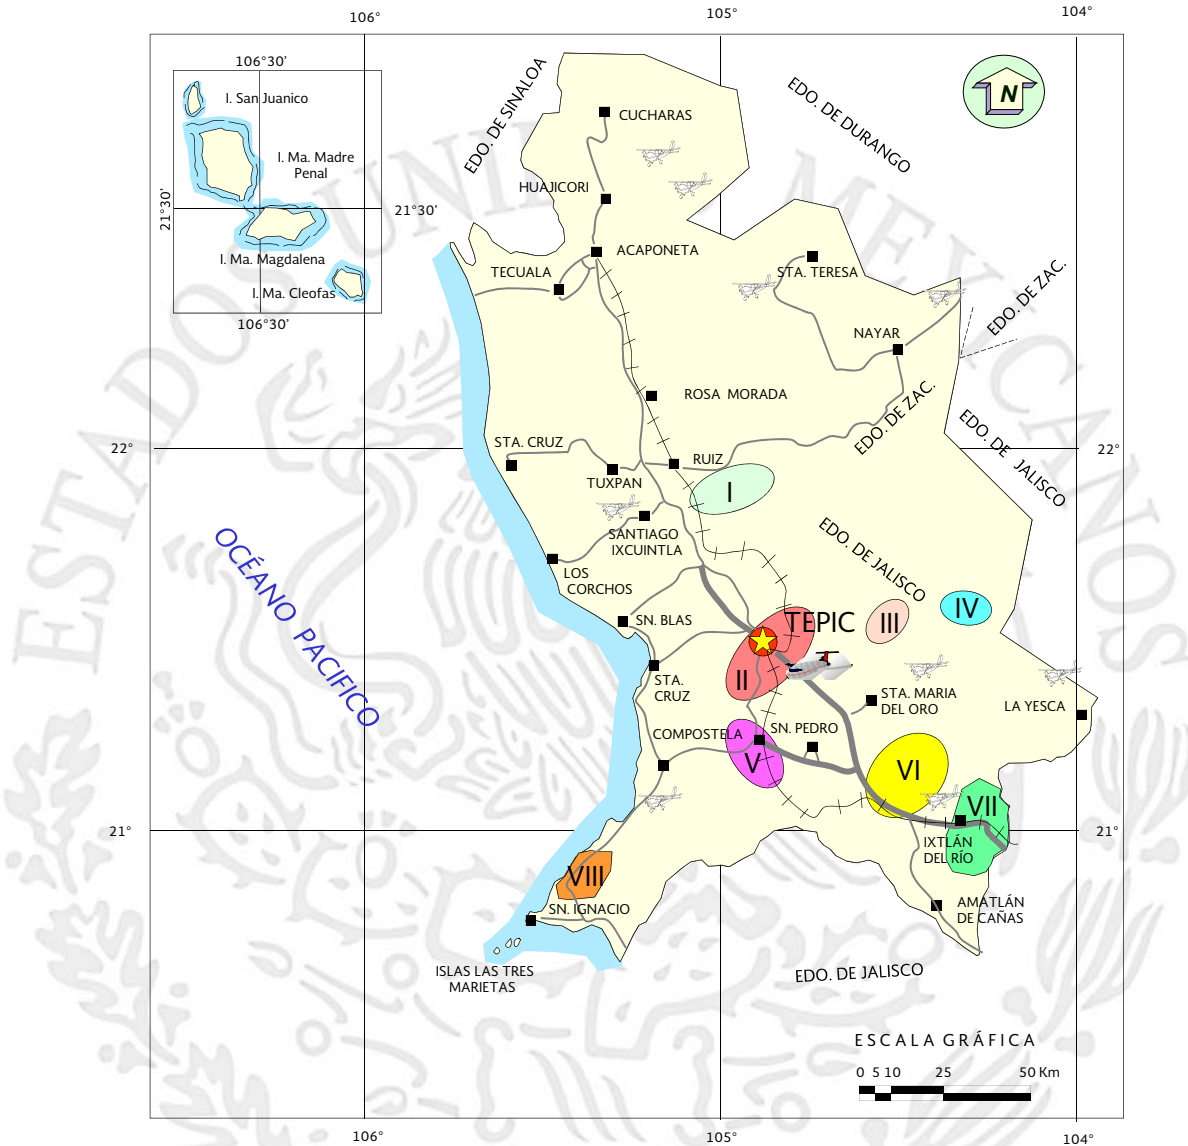 106°
105°
104°
106°30'
I. San Juanico
I. Ma. Madre
Penal
21°30'
21°30'
I. Ma. Magdalena
I. Ma. Cleofas
106°30'
EDO. DE SINALOA
EDO. DE DURANGO
N
CUCHARAS
HUAJICORI
ACAPONETA
TECUALA
STA. TERESA
EDO. DE ZAC.
NAYAR
ROSA MORADA
EDO. DE ZAC.
EDO. DE JALISCO
STA. CRUZ
22°
22°
RUIZ
TUXPAN
I
SANTIAGO
IXCUINTLA
EDO. DE JALISCO
LOS
CORCHOS
OCÉANO PACIFICO
SN. BLAS
TEPIC
III
IV
II
STA.
CRUZ
STA. MARIA
DEL ORO
LA YESCA
COMPOSTELA
SN. PEDRO
V
VI
VII
21°
21°
IXTLÁN
DEL RÍO
VIII
SN. IGNACIO
AMATLÁN
DE CAÑAS
ISLAS LAS TRES
MARIETAS
EDO. DE JALISCO
ESCALA GRÁFICA
0 5 10 25 50 Km
106°
105°
104°
ESTADOS UNIDOS MEXICANOS